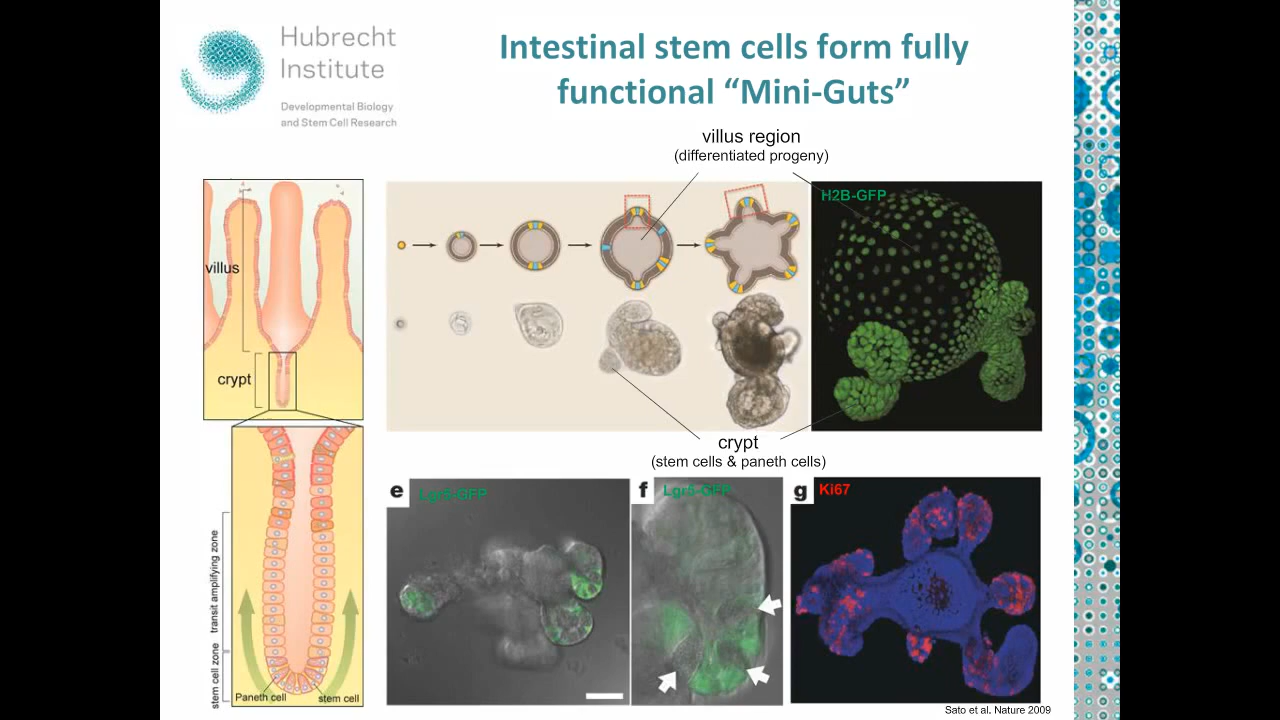 Hubrecht
Institute
Developmental Biology
and Stem Cell Research
Intestinal stem cells form fully
functional “Mini-Guts”
villus region
(differentiated progeny)
H2B-GFP
villus
crypt
crypt
(stem cells & paneth cells)
e
Lgr5-GFP
f
Lgr5-GFP
g
Ki67
transit amplifying zone
stem cell zone
Paneth cell
stem cell
Sato et al. Nature 2009